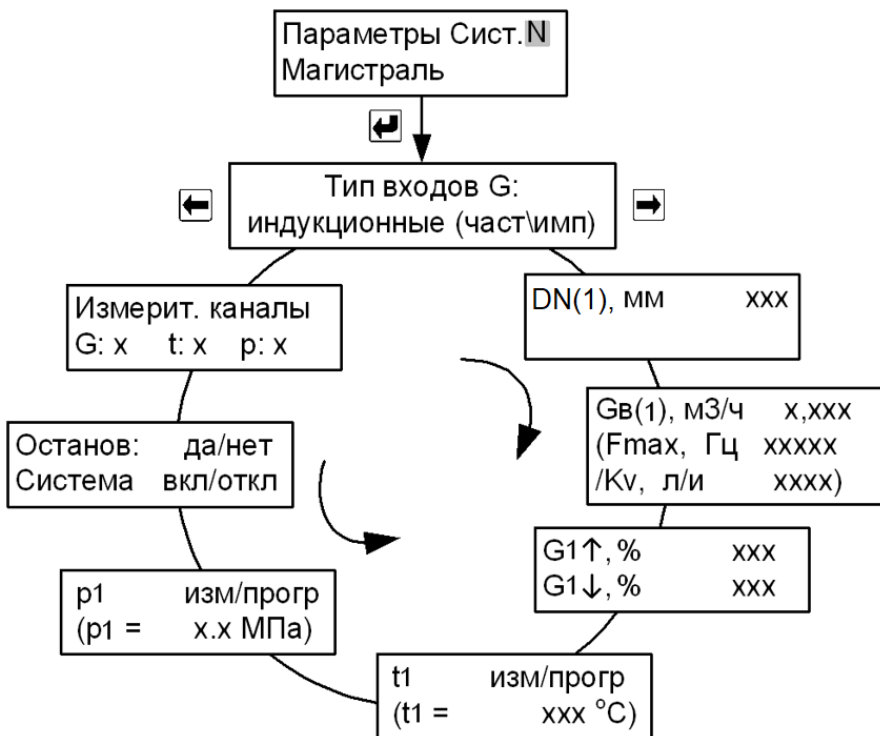 Параметры Сист.N
Магистраль
Тип входов G:
индукционные (част\имп)
DN(1), мм xxx
Gв(1), м3/ч x,xxx
(Fmax, Гц xxxxx
/Kv, л/и xxxx)
G1↑,% xxx
G1↓,% xxx
t1 изм/прогр
(t1 = xxx °C)
p1 изм/прогр
(p1 = x.x МПа)
Останов: да/нет
Система вкл/откл
Измерит. каналы
G: x t: x p: x